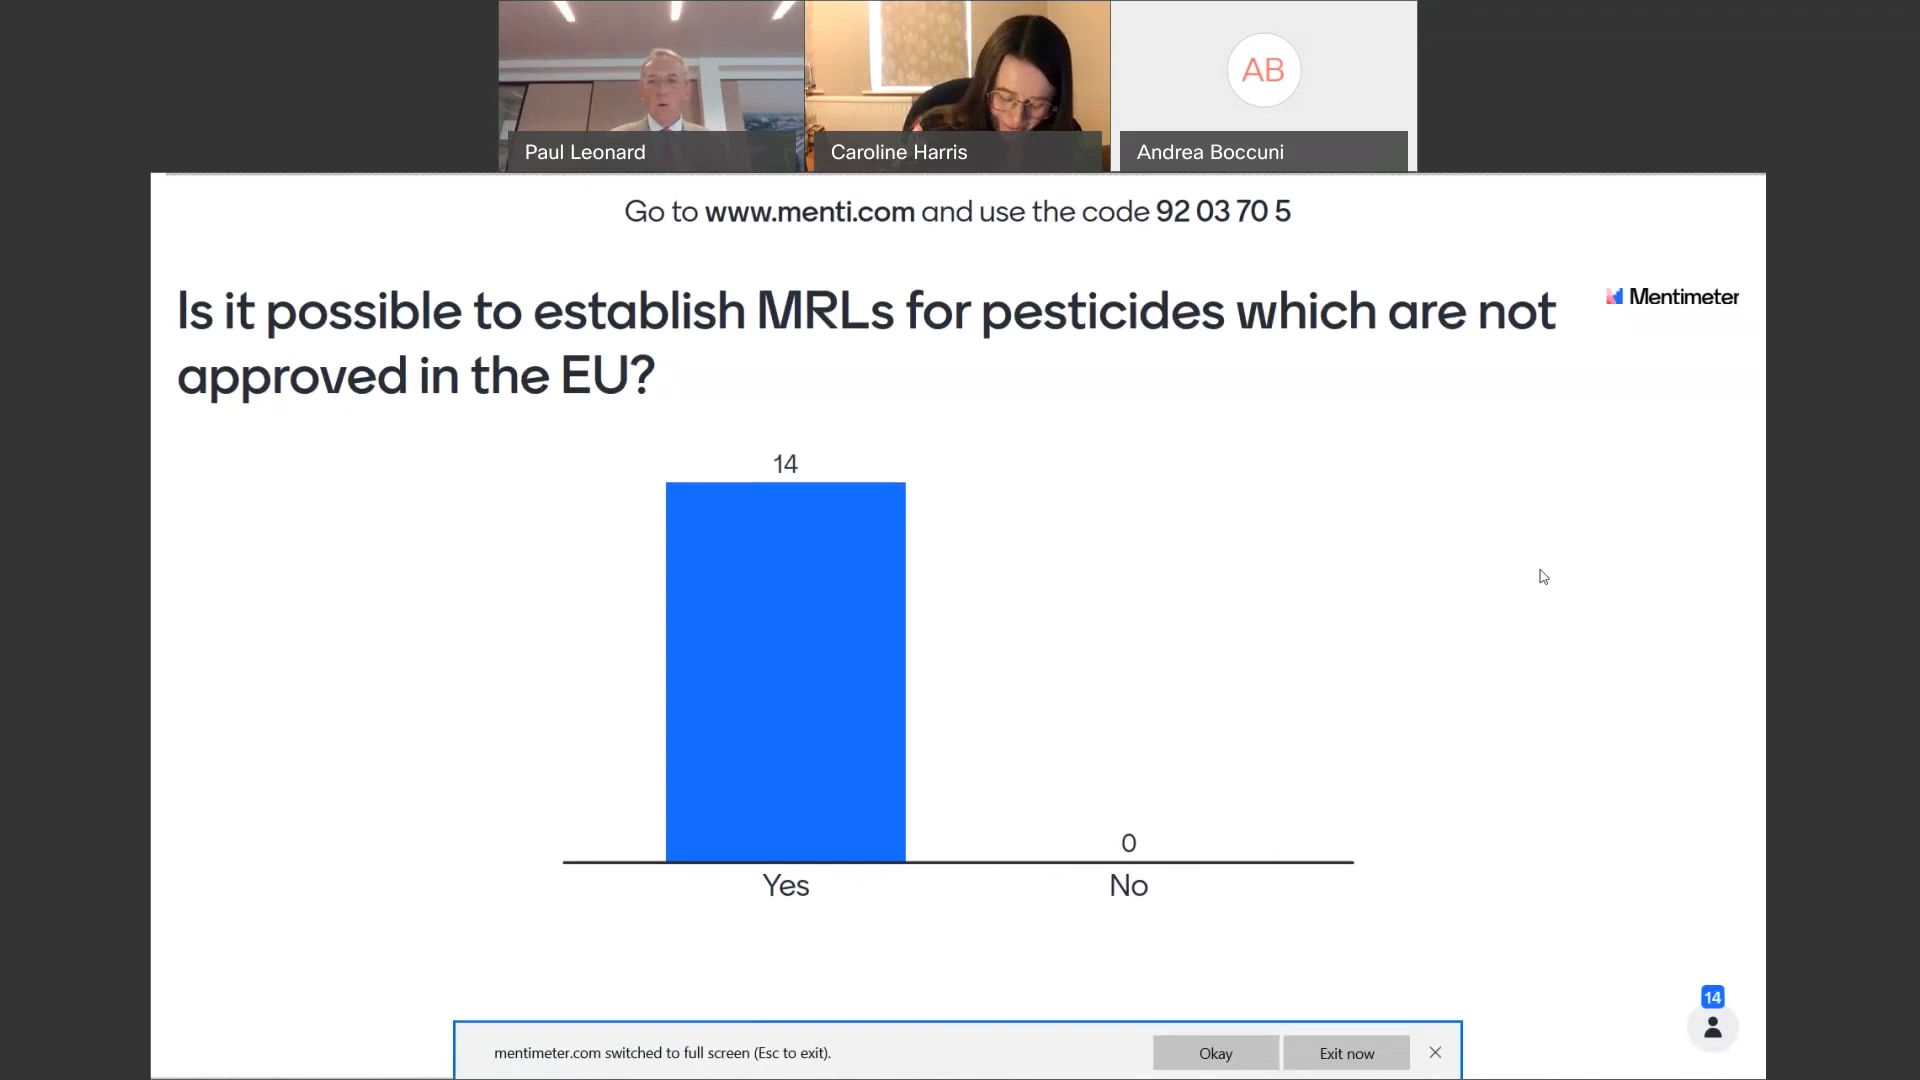 Paul Leonard
Caroline Harris
AB
Andrea Boccuni
Go to www.menti.com and use the code 92 03 70 5
Is it possible to establish MRLs for pesticides which are not
approved in the EU?
Mentimeter
14
0
Yes
No
14
mentimeter.com switched to full screen (Esc to exit).
Okay
Exit now